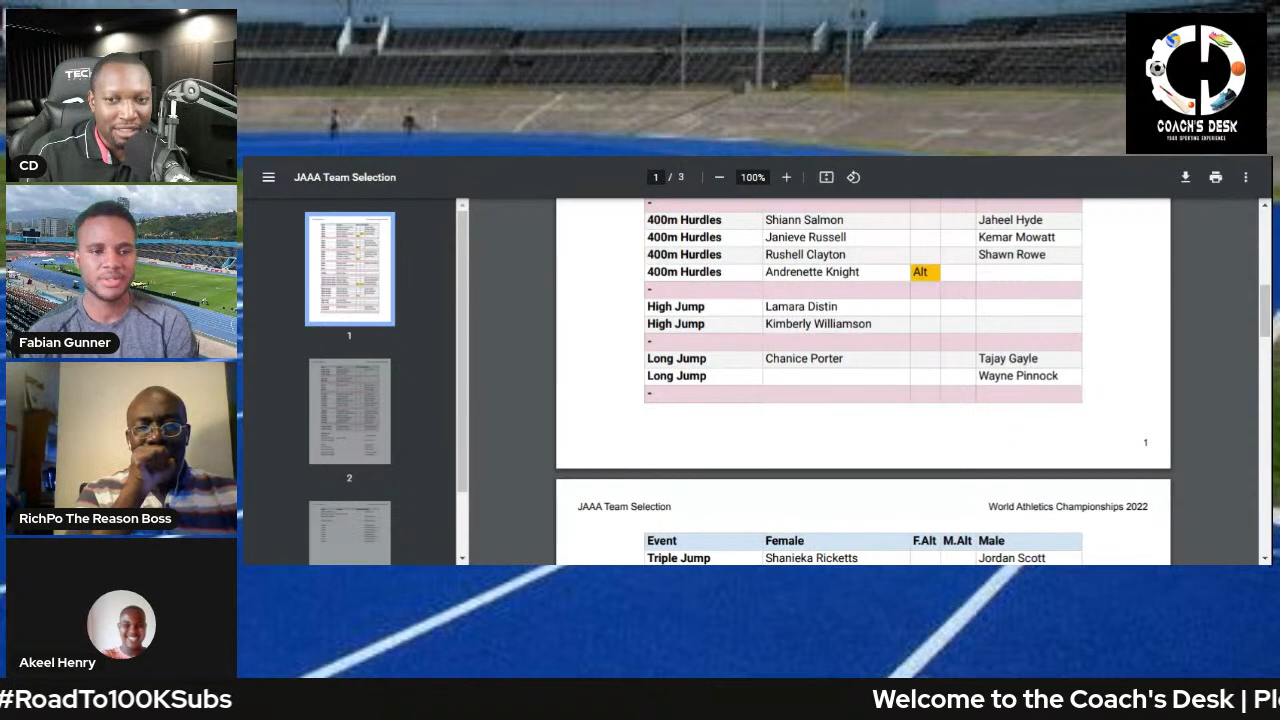 TECH
CD
Fabian Gunner
RichPo The Reason Boss
Akeel Henry
COACH'S DESK
YOUR SPORTING EXPERIENCE
JAAA Team Selection
1 / 3
100%
1
2
-
400m Hurdles Shiann Salmon Jaheel Hyde
400m Hurdles Janieve Russell Kemar Mowatt
400m Hurdles Rushell Clayton Shawn Rowe
400m Hurdles Andrenette Knight Alt
-
High Jump Lamara Distin
High Jump Kimberly Williamson
-
Long Jump Chanice Porter Tajay Gayle
Long Jump Wayne Pinnock
-
1
JAAA Team Selection World Athletics Championships 2022
Event Female F.Alt M.Alt Male
Triple Jump Shanieka Ricketts Jordan Scott
#RoadTo100KSubs Welcome to the Coach's Desk | Pl